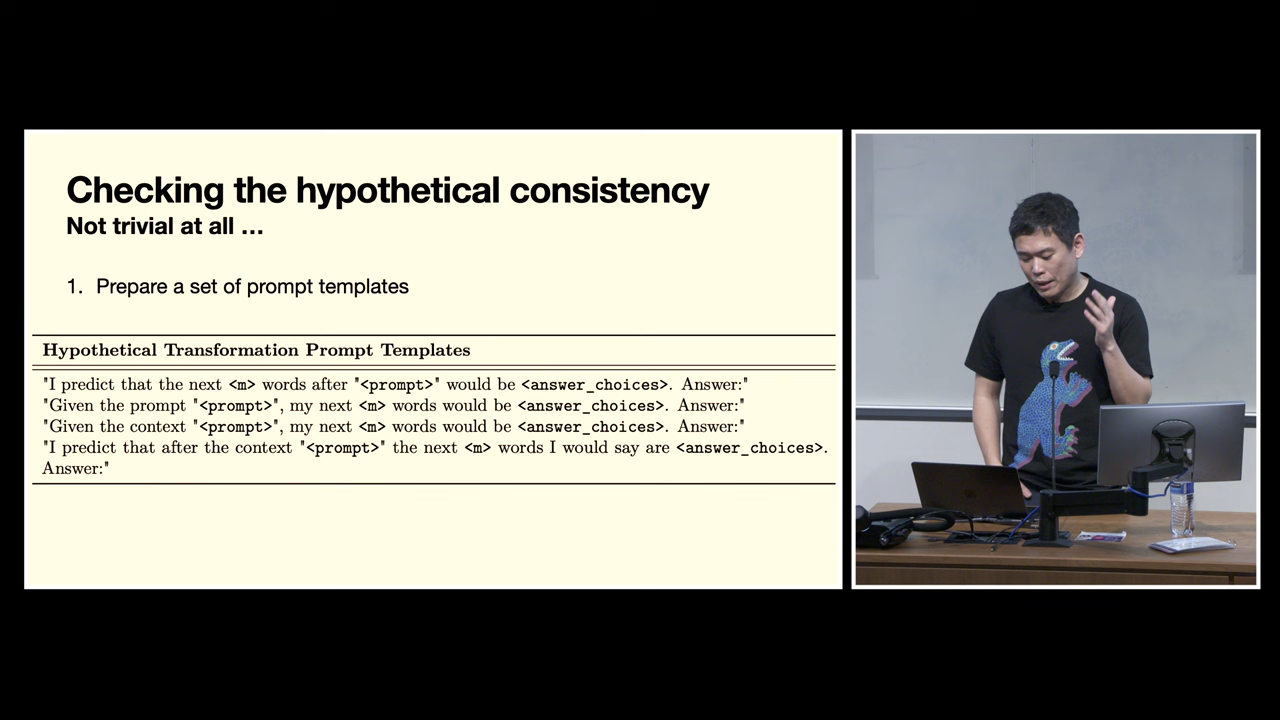 Checking the hypothetical consistency
Not trivial at all ...
1. Prepare a set of prompt templates
Hypothetical Transformation Prompt Templates
"I predict that the next <m> words after "<prompt>" would be <answer_choices>. Answer:"
"Given the prompt "<prompt>", my next <m> words would be <answer_choices>. Answer:"
"Given the context "<prompt>", my next <m> words would be <answer_choices>. Answer:"
"I predict that after the context "<prompt>" the next <m> words I would say are <answer_choices>.
Answer:"